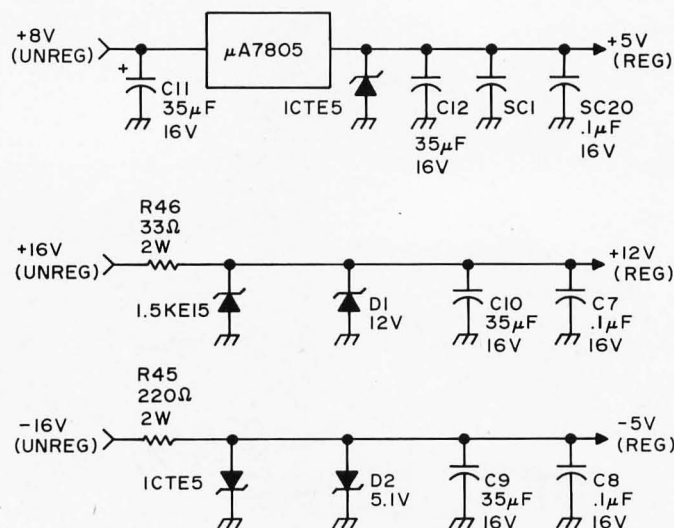 +8V
(UNREG)
+
C11
35μF
16V
μA7805
1CTE5
C12
35μF
16V
SC1
SC20
.1μF
16V
+5V
(REG)
R46
33Ω
2W
+16V
(UNREG)
1.5KE15
D1
12V
C10
35μF
16V
C7
.1μF
16V
+12V
(REG)
R45
220Ω
2W
-16V
(UNREG)
1CTE5
D2
5.1V
C9
35μF
16V
C8
.1μF
16V
-5V
(REG)